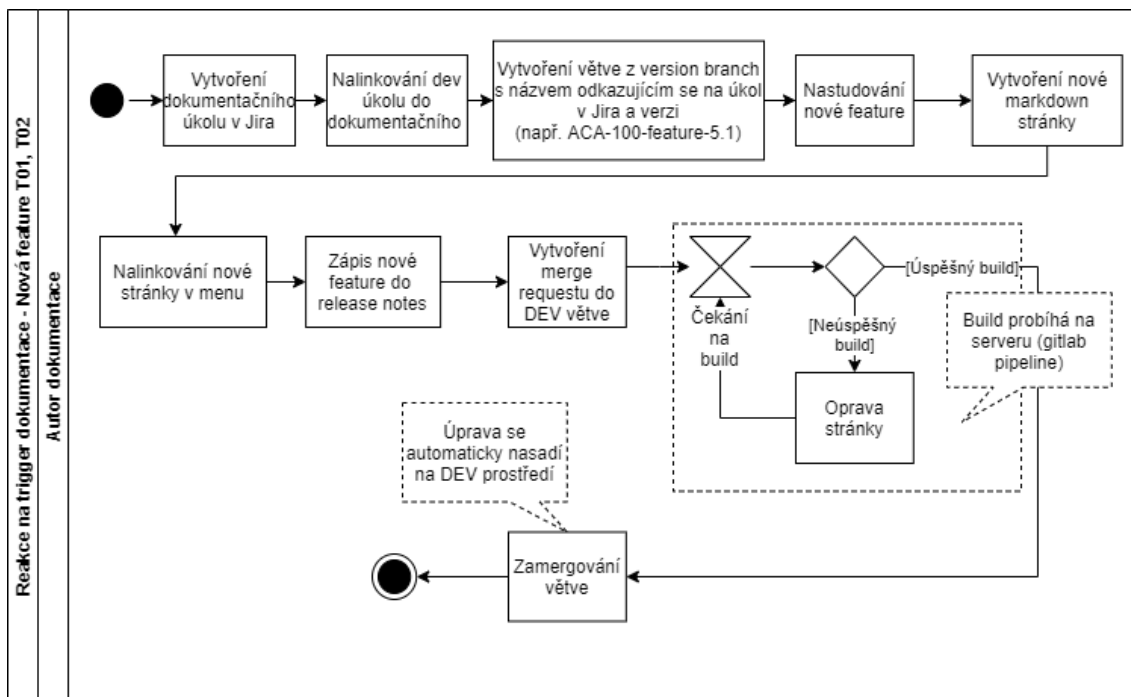 Reakce na trigger dokumentace - Nová feature T01, T02
Autor dokumentace
Vytvoření
dokumentačního
úkolu v Jira
Nalinkování dev
úkolu do
dokumentačního
Vytvoření větve z version branch
s názvem odkazujícím se na úkol
v Jira a verzi
(např. ACA-100-feature-5.1)
Nastudování
nové feature
Vytvoření nové
markdown
stránky
Nalinkování nové
stránky v menu
Zápis nové
feature do
release notes
Vytvoření
merge
requestu do
DEV větve
Čekání
na
build
[Úspěšný build]
[Neúspěšný
build]
Oprava
stránky
Build probíhá na
serveru (gitlab
pipeline)
Úprava se
automaticky nasadí
na DEV prostředí
Zamergování
větve